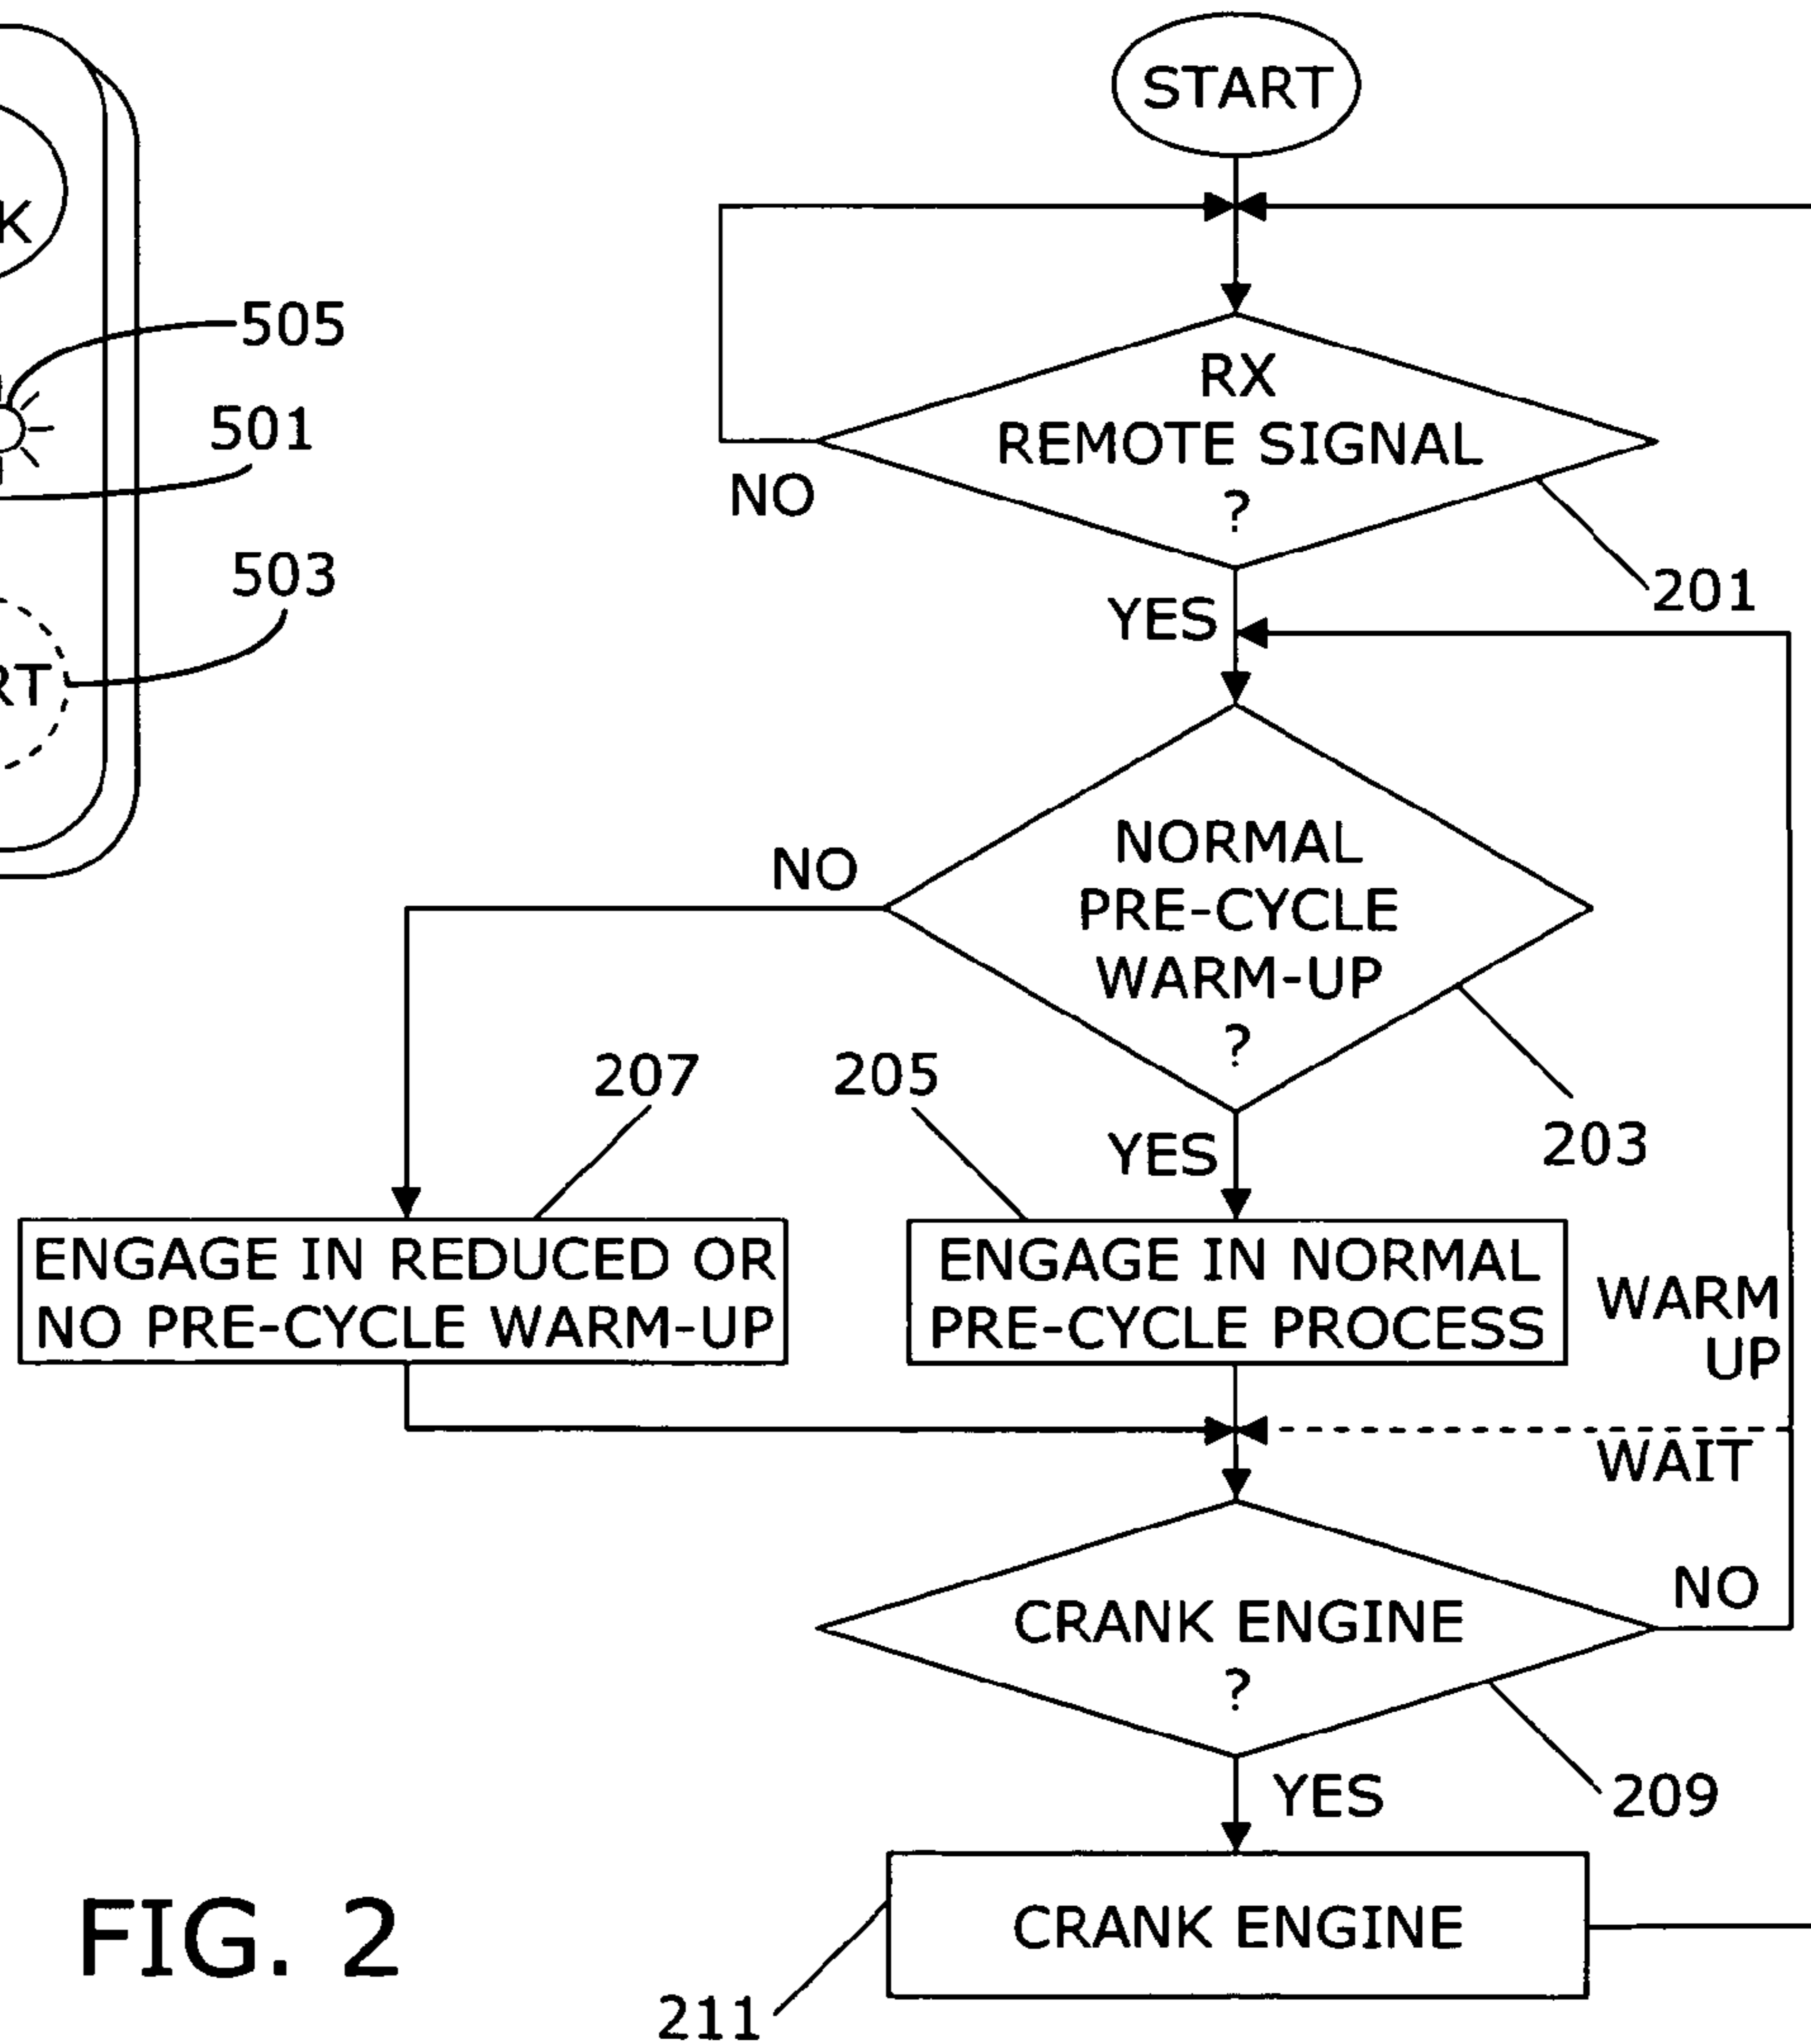 START
K
505
RX
REMOTE SIGNAL
?
501
NO
503
201
YES
RT
NORMAL
PRE-CYCLE
WARM-UP
?
NO
207
205
203
YES
ENGAGE IN REDUCED OR
NO PRE-CYCLE WARM-UP
ENGAGE IN NORMAL
PRE-CYCLE PROCESS
WARM
UP
WAIT
NO
CRANK ENGINE
?
209
YES
CRANK ENGINE
211
FIG. 2